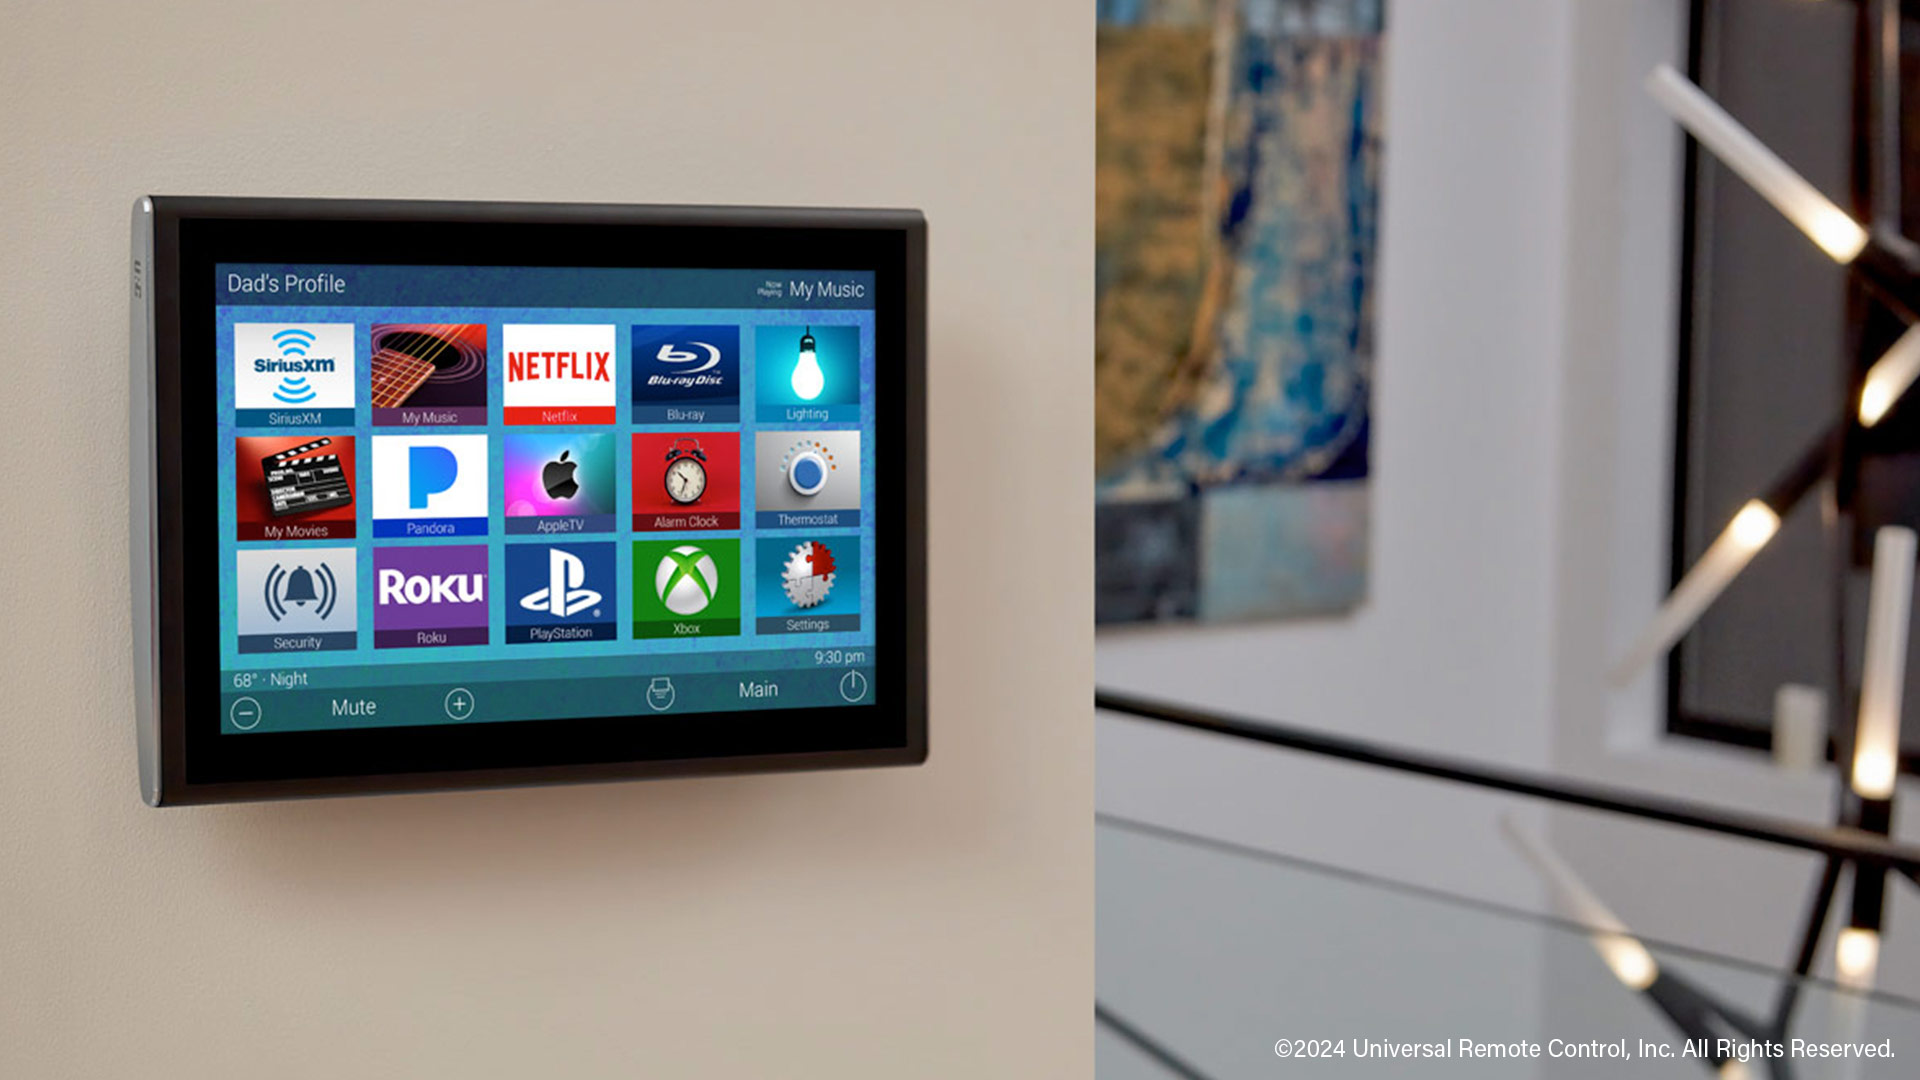 Dad's Profile
Now Playing My Music
SiriusXM
SiriusXM
My Music
NETFLIX
Netflix
Blu-ray Disc
Blu-ray
Lighting
My Movies
Pandora
AppleTV
Alarm Clock
Thermostat
Security
ROKU
Roku
PlayStation
Xbox
Settings
68° · Night
9:30 pm
Mute
Main
©2024 Universal Remote Control, Inc. All Rights Reserved.